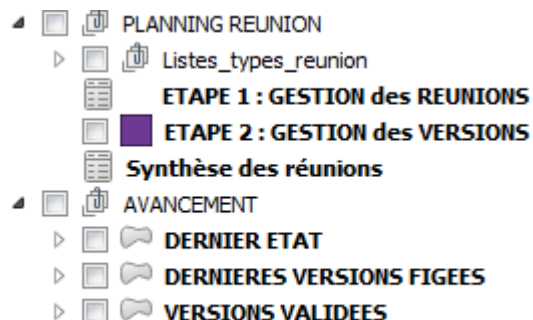 PLANNING REUNION
Listes_types_reunion
ETAPE 1 : GESTION des REUNIONS
ETAPE 2 : GESTION des VERSIONS
Synthèse des réunions
AVANCEMENT
DERNIER ETAT
DERNIERES VERSIONS FIGEES
VERSIONS VALIDEES